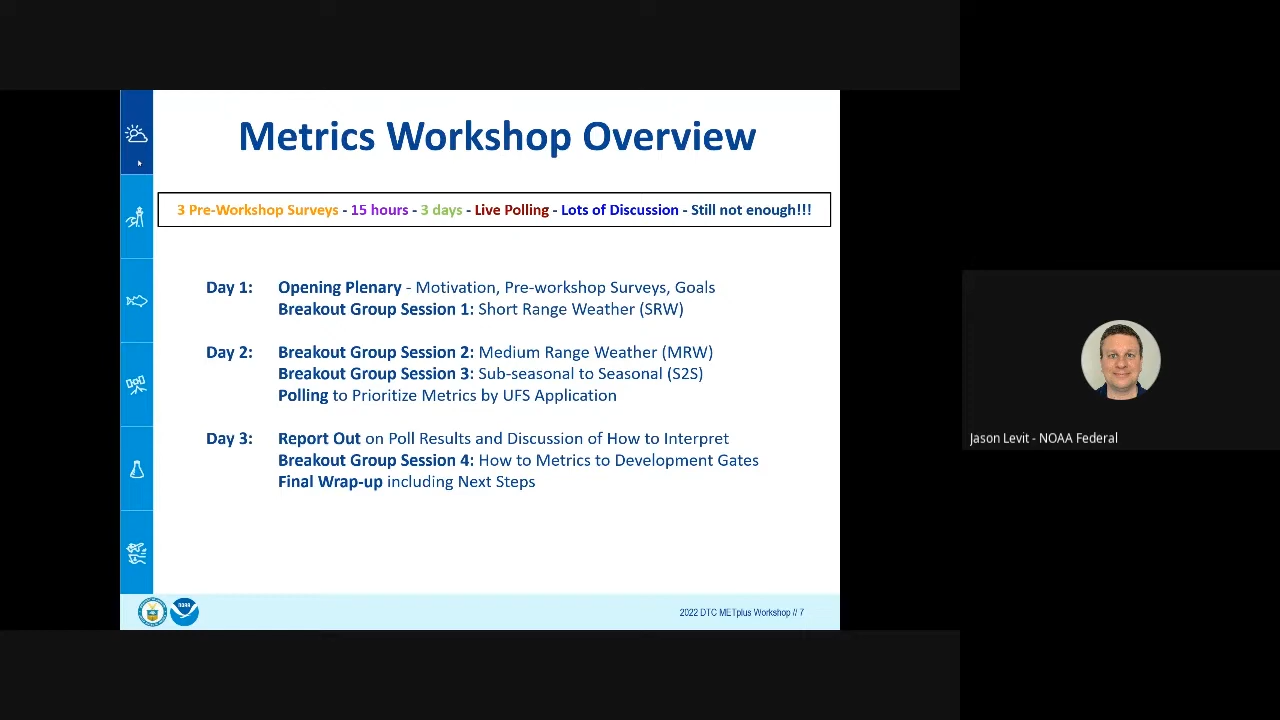 Metrics Workshop Overview
3 Pre-Workshop Surveys - 15 hours - 3 days - Live Polling - Lots of Discussion - Still not enough!!!
Day 1: Opening Plenary - Motivation, Pre-workshop Surveys, Goals
Breakout Group Session 1: Short Range Weather (SRW)
Day 2: Breakout Group Session 2: Medium Range Weather (MRW)
Breakout Group Session 3: Sub-seasonal to Seasonal (S2S)
Polling to Prioritize Metrics by UFS Application
Day 3: Report Out on Poll Results and Discussion of How to Interpret
Breakout Group Session 4: How to Metrics to Development Gates
Final Wrap-up including Next Steps
NOAA
2022 DTC METplus Workshop // 7
Jason Levit - NOAA Federal